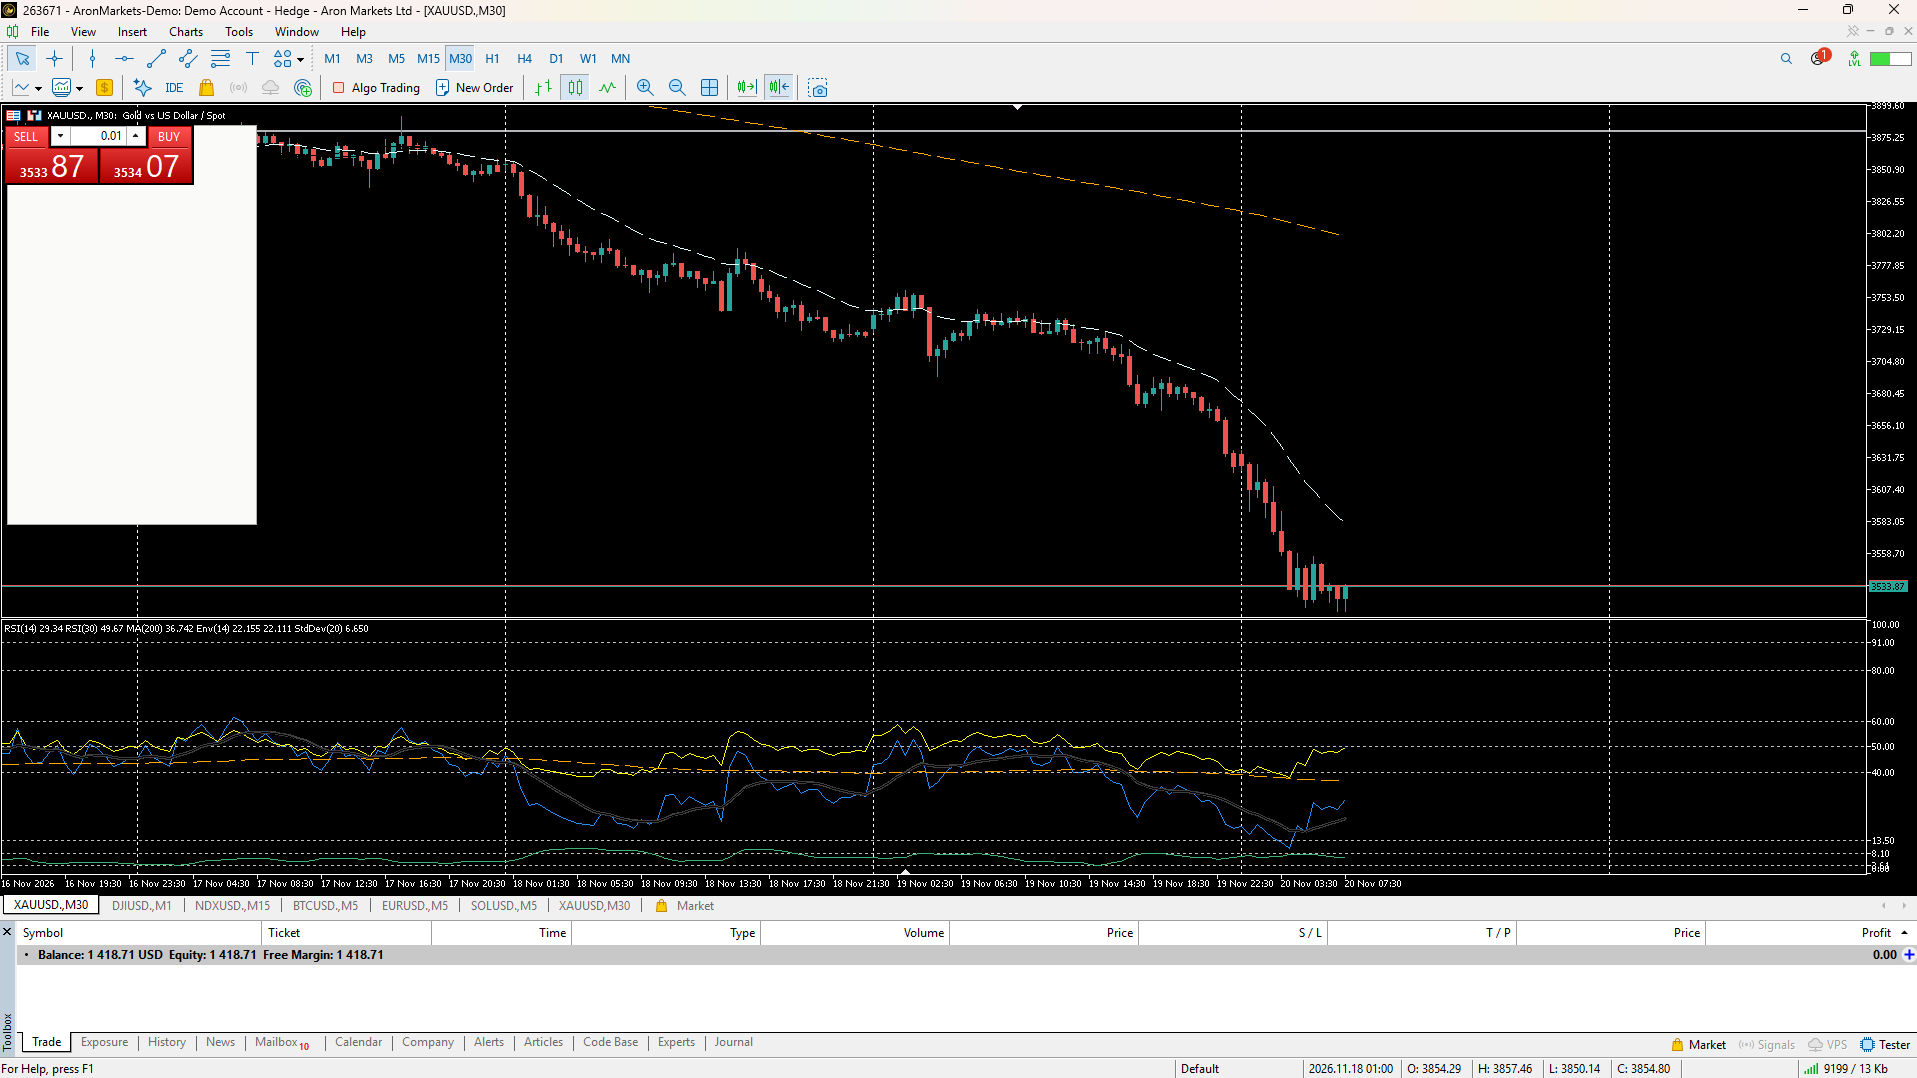 263671 - AronMarkets-Demo: Demo Account - Hedge - Aron Markets Ltd - [XAUUSD.,M30]
File View Insert Charts Tools Window Help
M1 M3 M5 M15 M30 H1 H4 D1 W1 MN
1 LVL
IDE Algo Trading New Order
XAUUSD., M30: Gold vs US Dollar / Spot
SELL 0.01 BUY
3533 87 3534 07
3899.60
3875.25
3850.90
3826.55
3802.20
3777.85
3753.50
3729.15
3704.80
3680.45
3656.10
3631.75
3607.40
3583.05
3558.70
3533.87
RSI(14) 29.34 RSI(30) 49.67 MA(200) 36.742 Env(14) 22.155 22.111 StdDev(20) 6.650
100.00
91.00
80.00
60.00
50.00
40.00
13.50
8.10
0.00
16 Nov 2026 16 Nov 19:30 16 Nov 23:30 17 Nov 04:30 17 Nov 08:30 17 Nov 12:30 17 Nov 16:30 17 Nov 20:30 18 Nov 01:30 18 Nov 05:30 18 Nov 09:30 18 Nov 13:30 18 Nov 17:30 18 Nov 21:30 19 Nov 02:30 19 Nov 06:30 19 Nov 10:30 19 Nov 14:30 19 Nov 18:30 19 Nov 22:30 20 Nov 03:30 20 Nov 07:30
XAUUSD.,M30 DJIUSD.,M1 NDXUSD.,M15 BTCUSD.,M5 EURUSD.,M5 SOLUSD.,M5 XAUUSD,M30 Market
Symbol Ticket Time Type Volume Price S / L T / P Price Profit
Balance: 1 418.71 USD Equity: 1 418.71 Free Margin: 1 418.71 0.00
Toolbox
Trade Exposure History News Mailbox 10 Calendar Company Alerts Articles Code Base Experts Journal Market Signals VPS Tester
For Help, press F1 Default 2026.11.18 01:00 O: 3854.29 H: 3857.46 L: 3850.14 C: 3854.80 9199 / 13 Kb